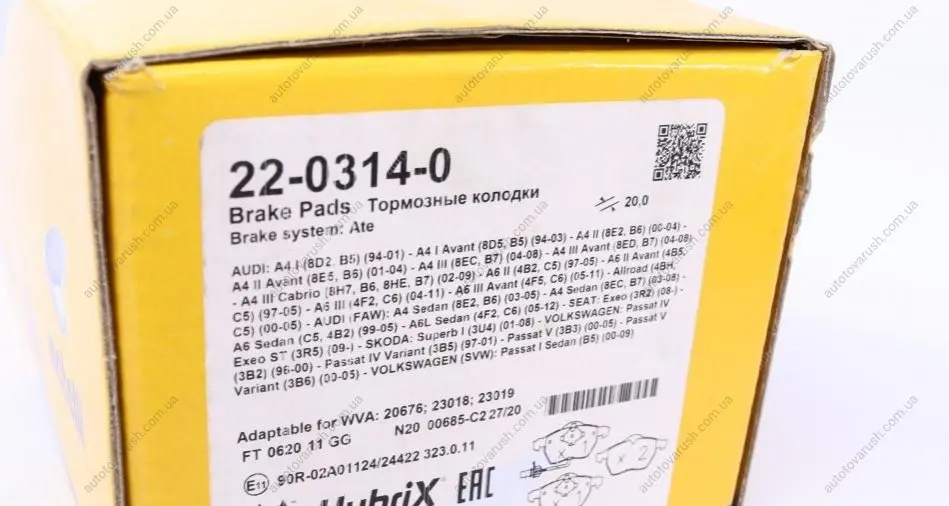 22-0314-0
Brake Pads Тормозные колодки
20,0
Brake system: Ate
AUDI: A4 I (8D2, B5) (94-01) - A4 I Avant (8D5, B5) (94-03) - A4 II (8E2, B6) (00-04) -
A4 II Avant (8E5, B6) (01-04) - A4 III (8EC, B7) (04-08) - A4 III Avant (8ED, B7) (04-08)
- A4 III Cabrio (8H7, B6, 8HE, B7) (02-09) - A6 II (4B2, C5) (97-05) - A6 II Avant (4B5,
C5) (97-05) - A6 III (4F2, C6) (04-11) - A6 III Avant (4F5, C6) (05-11) - Allroad (4BH,
C5) (00-05) - AUDI (FAW): A4 Sedan (8E2, B6) (03-05) - A4 Sedan (8EC, B7) (03-08) -
A6 Sedan (C5, 4B2) (99-05) - A6L Sedan (4F2, C6) (05-12) - SEAT: Exeo (3R2) (08-) -
Exeo ST (3R5) (09-) - SKODA: Superb I (3U4) (01-08) - VOLKSWAGEN: Passat IV
(3B2) (96-00) - Passat IV Variant (3B5) (97-01) - Passat V (3B3) (00-05) - Passat V
Variant (3B6) (00-05) - VOLKSWAGEN (SVW): Passat I Sedan (B5) (00-09)
Adaptable for WVA: 20676; 23018; 23019
FT 0620 11 GG N20 00685-C2 27/20
E11 90R-02A01124/24422 323.0.11
HybriX EAC
x 1
x 2
autotovarush.com.ua